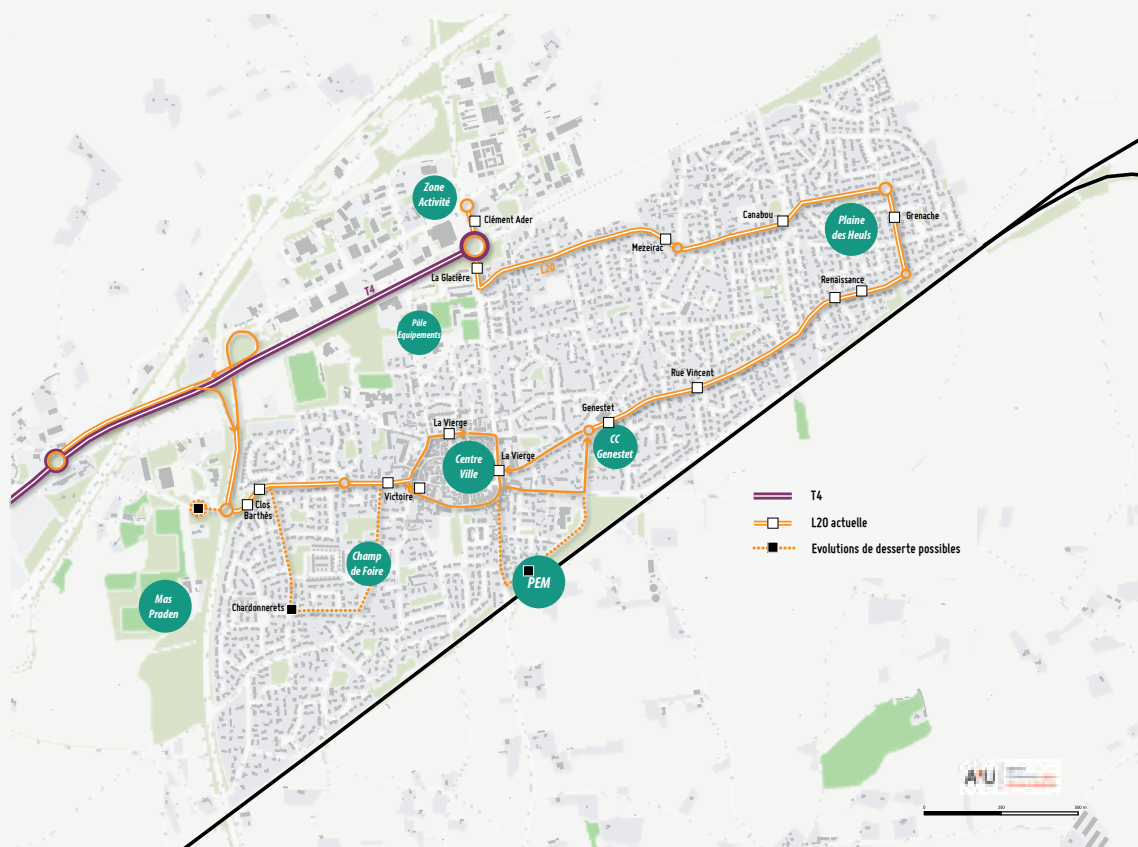 Zone
Activité
Clément Ader
La Glacière
T4
L20
Mezeirac
Canabou
Plaine
des Heuls
Grenache
Renaissance
Pôle
Equipements
Rue Vincent
Genestet
CC
Genestet
La Vierge
La Vierge
Centre
Ville
Victoire
Clos
Barthès
Champ
de Foire
PEM
Mas
Praden
Chardonnerets
T4
L20 actuelle
Evolutions de desserte possibles
0
250
500 m